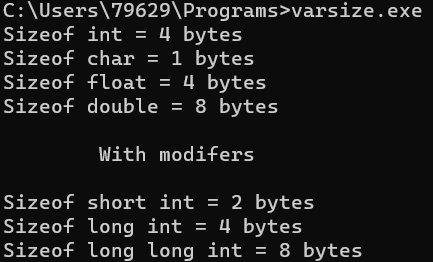 C:\Users\79629\Programs>varsize.exe
Sizeof int = 4 bytes
Sizeof char = 1 bytes
Sizeof float = 4 bytes
Sizeof double = 8 bytes
With modifers
Sizeof short int = 2 bytes
Sizeof long int = 4 bytes
Sizeof long long int = 8 bytes